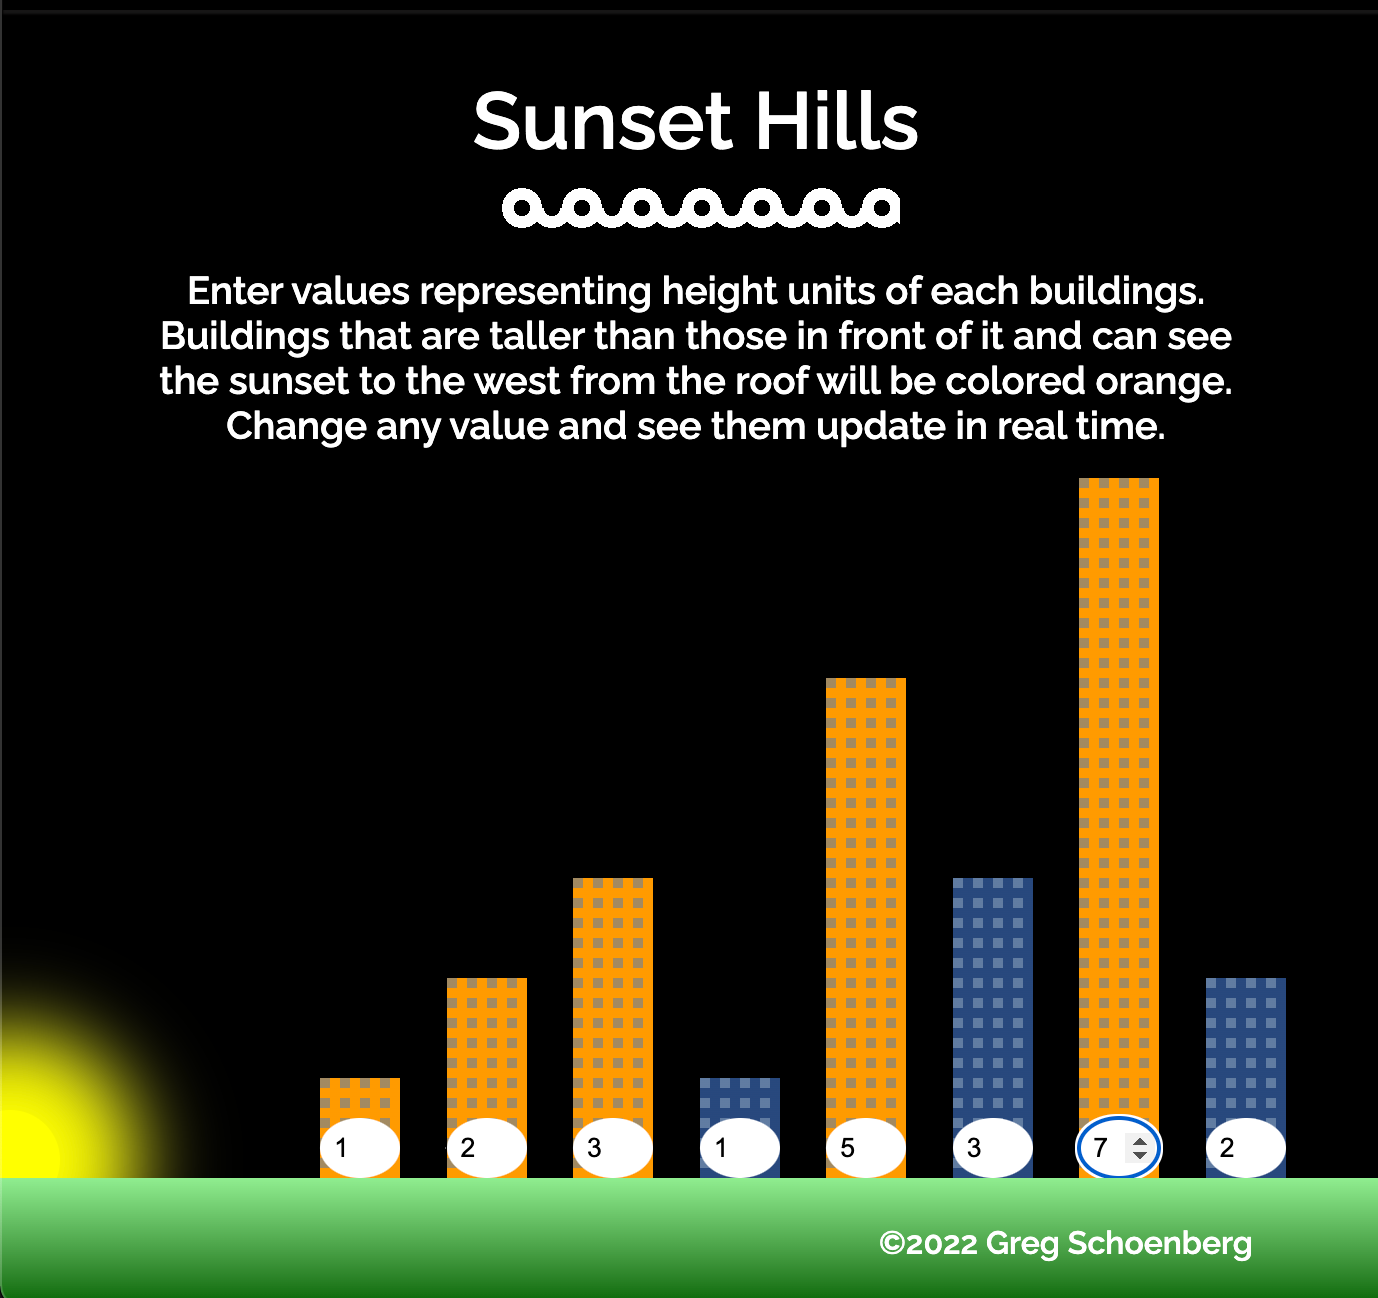 Sunset Hills
Enter values representing height units of each buildings.
Buildings that are taller than those in front of it and can see
the sunset to the west from the roof will be colored orange.
Change any value and see them update in real time.
1 2 3 1 5 3 7 2
©2022 Greg Schoenberg